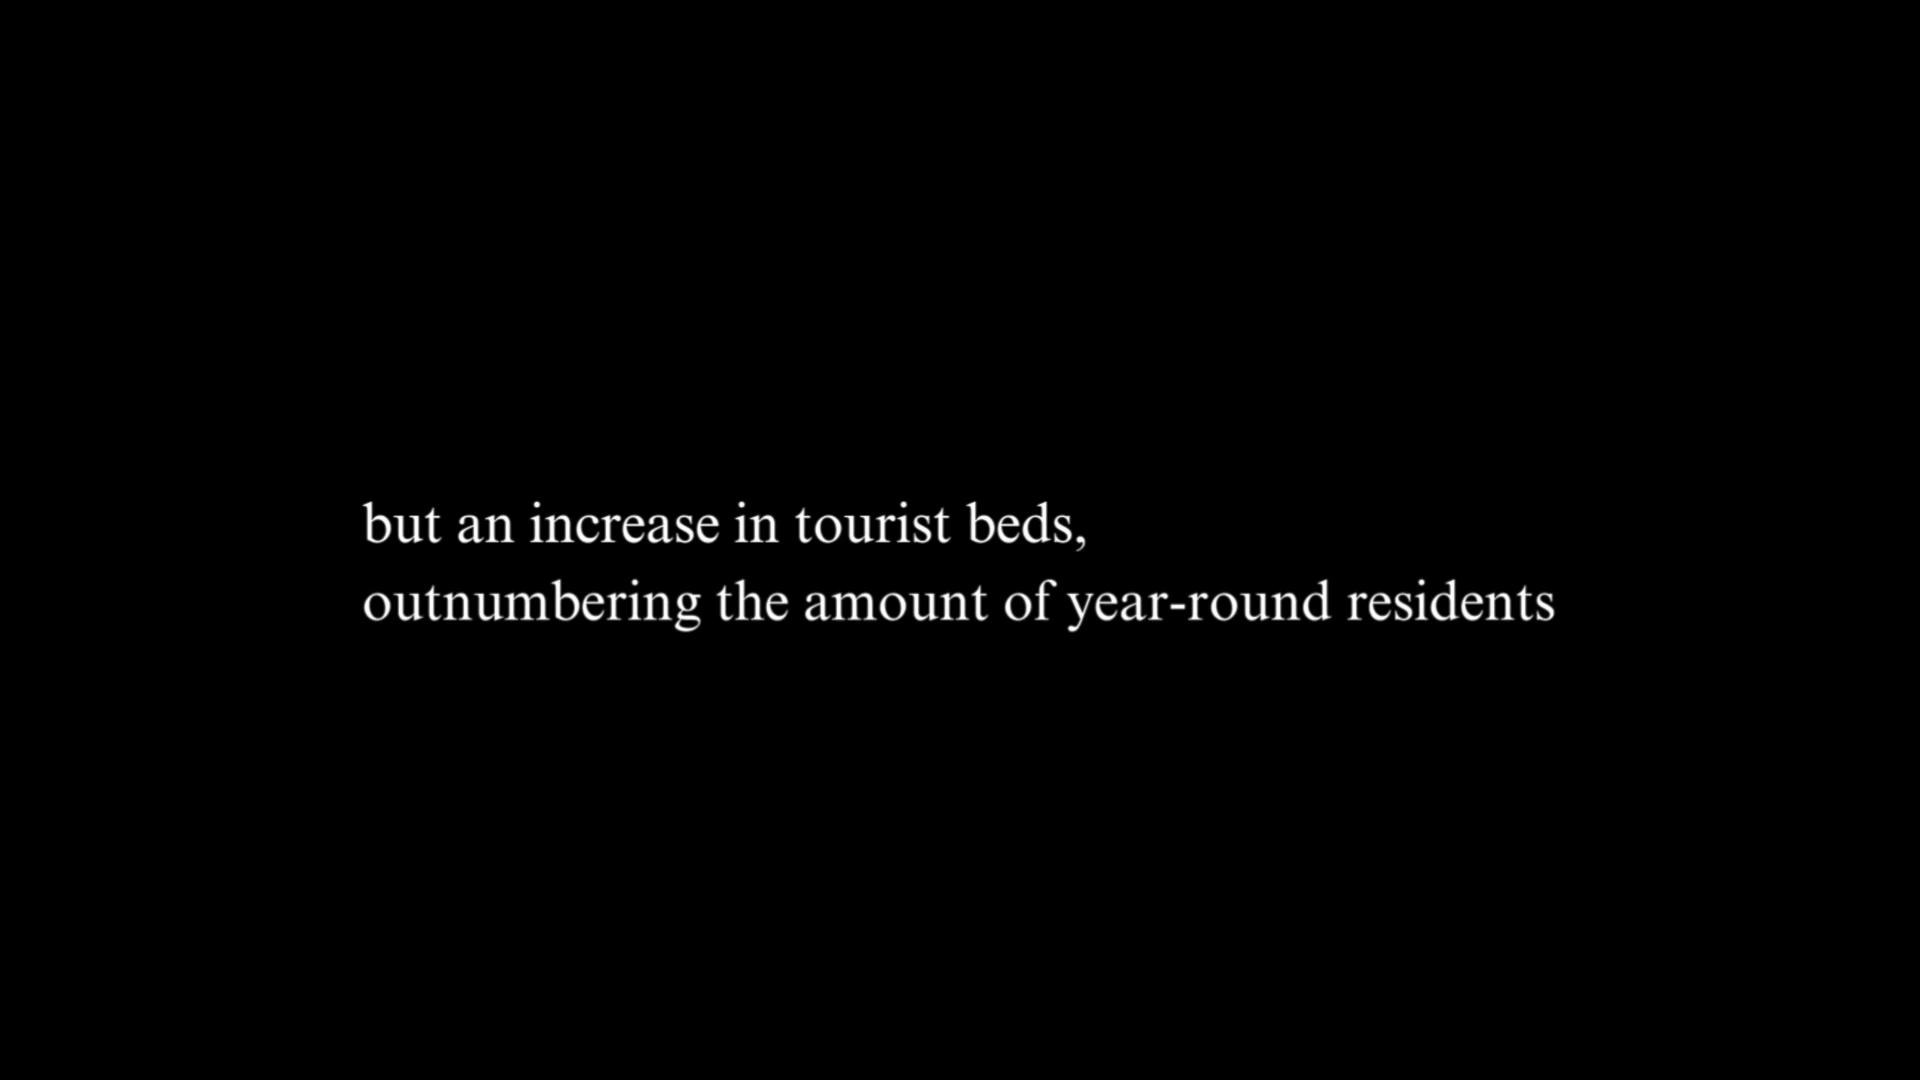 but an increase in tourist beds,
outnumbering the amount of year-round residents